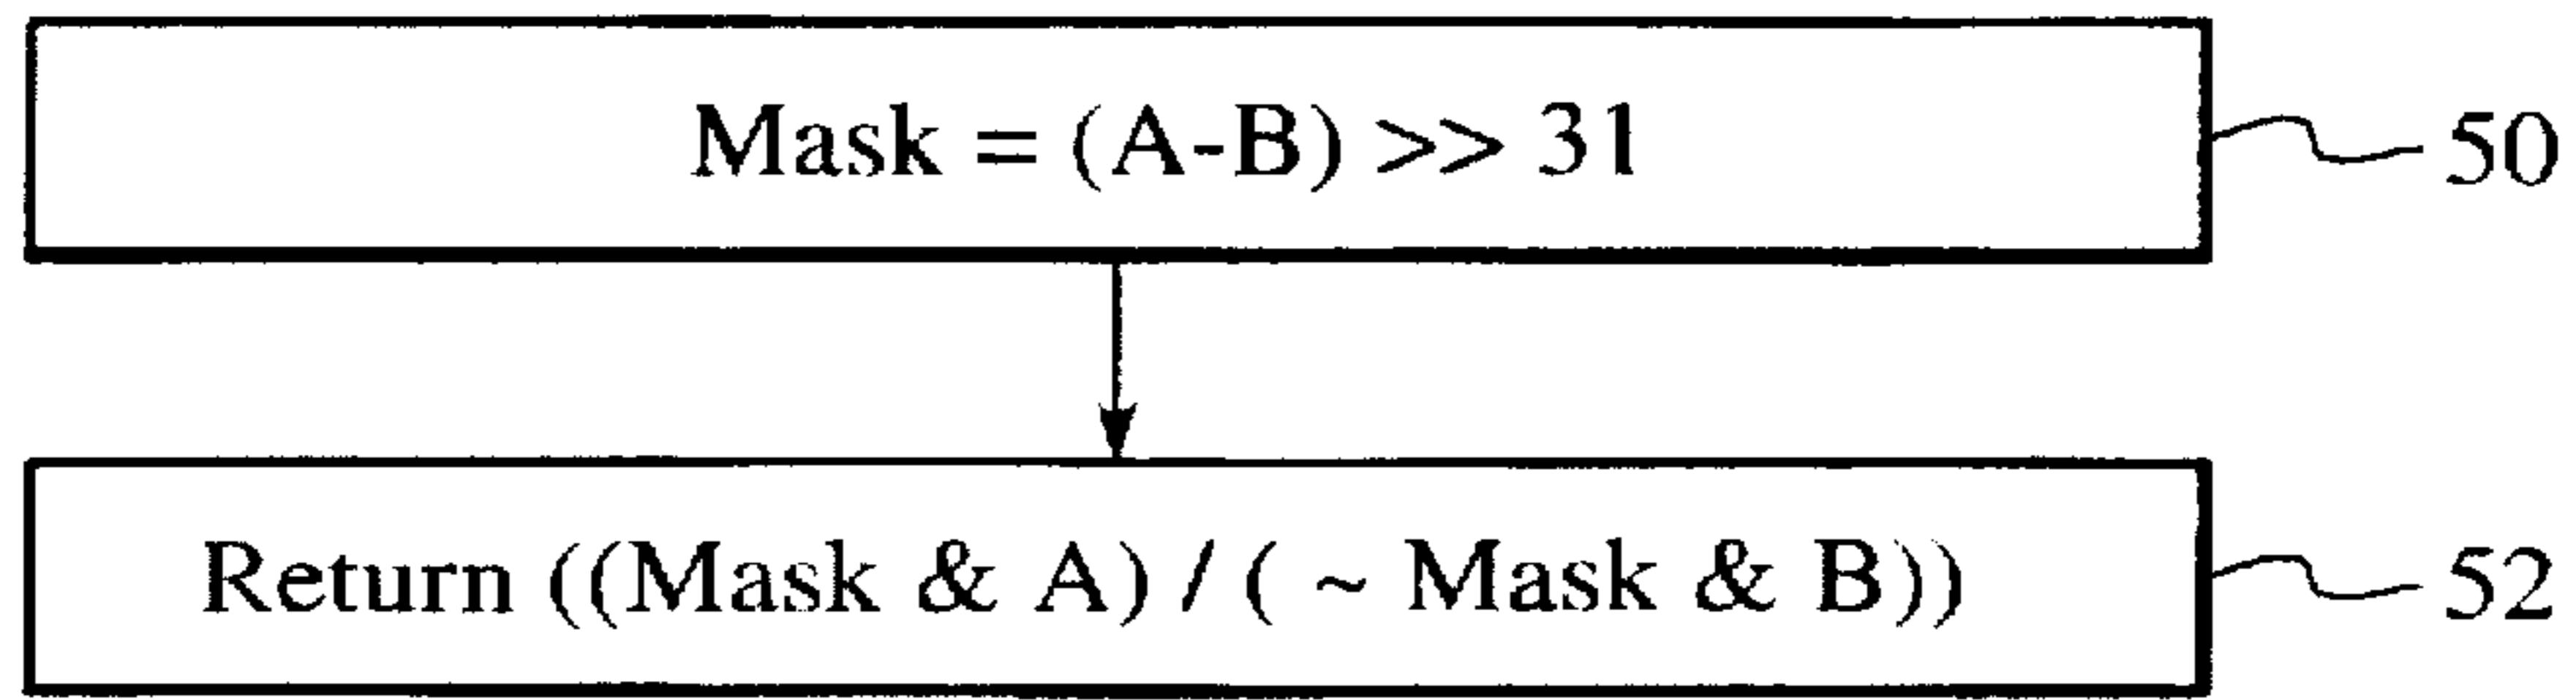 Mask = (A-B) >> 31
50
Return ((Mask & A) / ( ~ Mask & B))
52